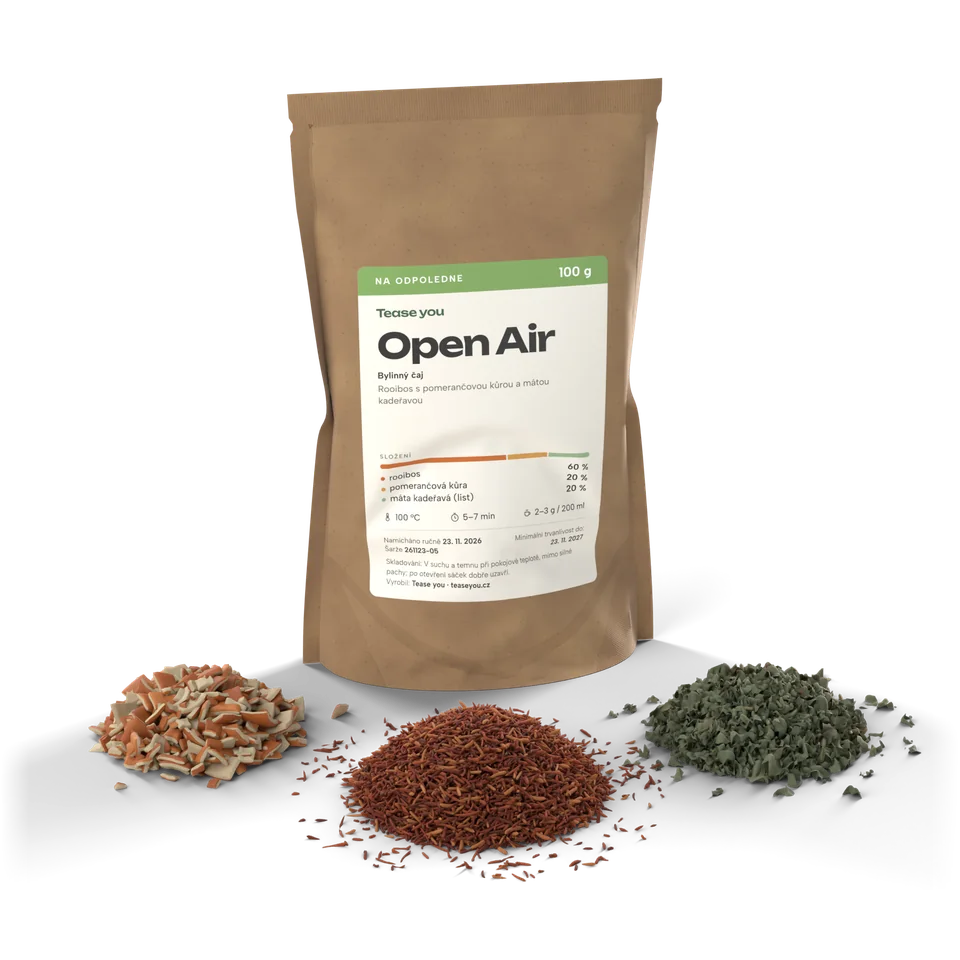 NA ODPOLEDNE 100 g
Tease you
Open Air
Bylinný čaj
Rooibos s pomerančovou kůrou a mátou
kadeřavou
SLOŽENÍ
rooibos 60 %
pomerančová kůra 20 %
máta kadeřavá (list) 20 %
100 °C 5–7 min 2–3 g / 200 ml
Namícháno ručně 23. 11. 2026 Minimální trvanlivost do:
Šarže 261123-05 23. 11. 2027
Skladování: V suchu a temnu při pokojové teplotě, mimo silné
pachy; po otevření sáček dobře uzavři.
Vyrobil: Tease you · teaseyou.cz